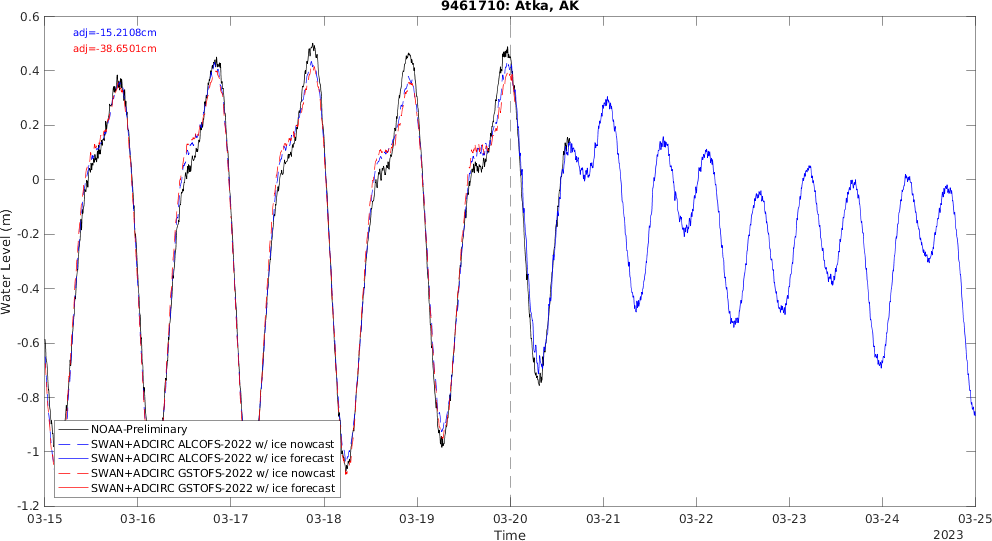 9461710: Atka, AK
adj=-15.2108cm
adj=-38.6501cm
0.6
0.4
0.2
0
-0.2
-0.4
-0.6
-0.8
-1
-1.2
Water Level (m)
NOAA-Preliminary
SWAN+ADCIRC ALCOFS-2022 w/ ice nowcast
SWAN+ADCIRC ALCOFS-2022 w/ ice forecast
SWAN+ADCIRC GSTOFS-2022 w/ ice nowcast
SWAN+ADCIRC GSTOFS-2022 w/ ice forecast
03-15 03-16 03-17 03-18 03-19 03-20 03-21 03-22 03-23 03-24 03-25
Time
2023